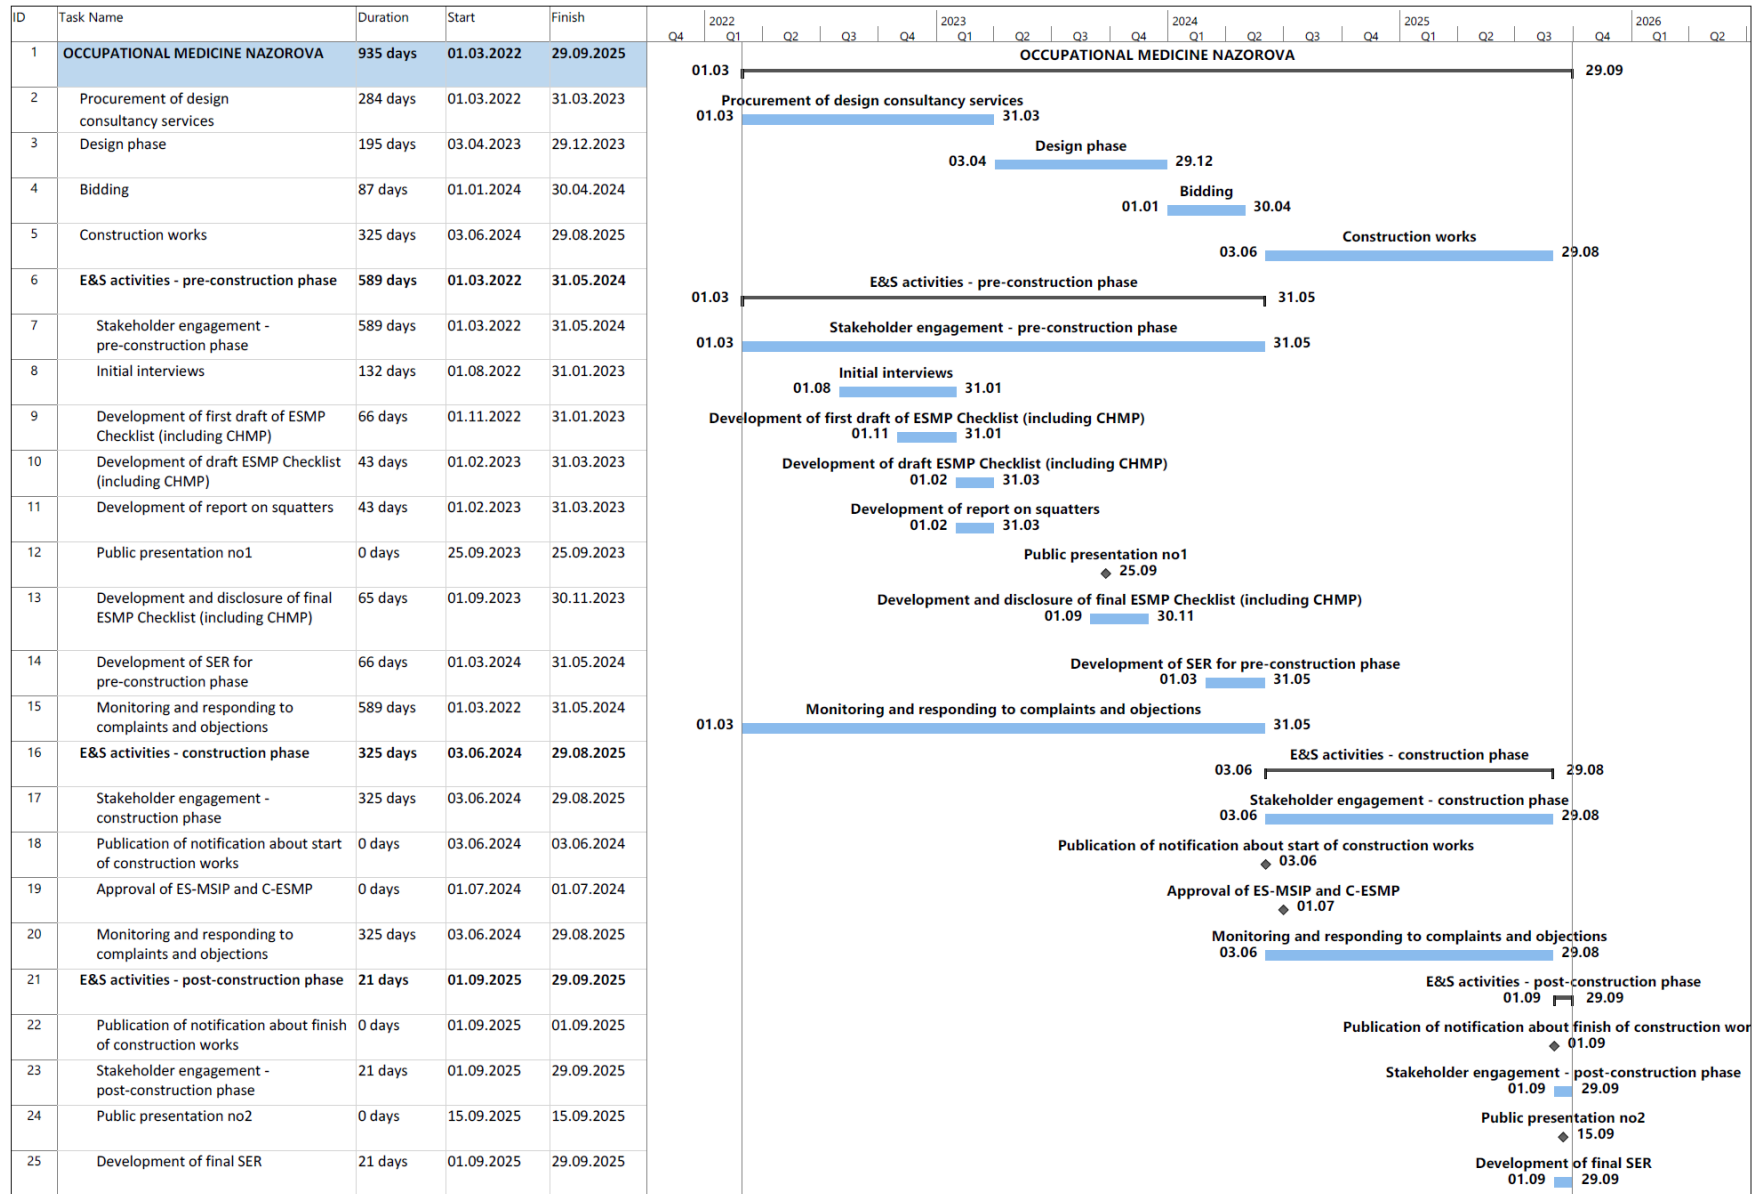 ID Task Name Duration Start Finish 2022 2023 2024 2025 2026
Q4 Q1 Q2 Q3 Q4 Q1 Q2 Q3 Q4 Q1 Q2 Q3 Q4 Q1 Q2 Q3 Q4 Q1 Q2
1 OCCUPATIONAL MEDICINE NAZOROVA 935 days 01.03.2022 29.09.2025 OCCUPATIONAL MEDICINE NAZOROVA
01.03 29.09
2 Procurement of design 284 days 01.03.2022 31.03.2023 Procurement of design consultancy services
consultancy services 01.03 31.03
3 Design phase 195 days 03.04.2023 29.12.2023 Design phase
03.04 29.12
4 Bidding 87 days 01.01.2024 30.04.2024 Bidding
01.01 30.04
5 Construction works 325 days 03.06.2024 29.08.2025 Construction works
03.06 29.08
6 E&S activities - pre-construction phase 589 days 01.03.2022 31.05.2024 E&S activities - pre-construction phase
01.03 31.05
7 Stakeholder engagement - 589 days 01.03.2022 31.05.2024 Stakeholder engagement - pre-construction phase
pre-construction phase 01.03 31.05
8 Initial interviews 132 days 01.08.2022 31.01.2023 Initial interviews
01.08 31.01
9 Development of first draft of ESMP 66 days 01.11.2022 31.01.2023 Development of first draft of ESMP Checklist (including CHMP)
Checklist (including CHMP) 01.11 31.01
10 Development of draft ESMP Checklist 43 days 01.02.2023 31.03.2023 Development of draft ESMP Checklist (including CHMP)
(including CHMP) 01.02 31.03
11 Development of report on squatters 43 days 01.02.2023 31.03.2023 Development of report on squatters
01.02 31.03
12 Public presentation no1 0 days 25.09.2023 25.09.2023 Public presentation no1
25.09
13 Development and disclosure of final 65 days 01.09.2023 30.11.2023 Development and disclosure of final ESMP Checklist (including CHMP)
ESMP Checklist (including CHMP) 01.09 30.11
14 Development of SER for 66 days 01.03.2024 31.05.2024 Development of SER for pre-construction phase
pre-construction phase 01.03 31.05
15 Monitoring and responding to 589 days 01.03.2022 31.05.2024 Monitoring and responding to complaints and objections
complaints and objections 01.03 31.05
16 E&S activities - construction phase 325 days 03.06.2024 29.08.2025 E&S activities - construction phase
03.06 29.08
17 Stakeholder engagement - 325 days 03.06.2024 29.08.2025 Stakeholder engagement - construction phase
construction phase 03.06 29.08
18 Publication of notification about start 0 days 03.06.2024 03.06.2024 Publication of notification about start of construction works
of construction works 03.06
19 Approval of ES-MSIP and C-ESMP 0 days 01.07.2024 01.07.2024 Approval of ES-MSIP and C-ESMP
01.07
20 Monitoring and responding to 325 days 03.06.2024 29.08.2025 Monitoring and responding to complaints and objections
complaints and objections 03.06 29.08
21 E&S activities - post-construction phase 21 days 01.09.2025 29.09.2025 E&S activities - post-construction phase
01.09 29.09
22 Publication of notification about finish 0 days 01.09.2025 01.09.2025 Publication of notification about finish of construction wor
of construction works 01.09
23 Stakeholder engagement - 21 days 01.09.2025 29.09.2025 Stakeholder engagement - post-construction phase
post-construction phase 01.09 29.09
24 Public presentation no2 0 days 15.09.2025 15.09.2025 Public presentation no2
15.09
25 Development of final SER 21 days 01.09.2025 29.09.2025 Development of final SER
01.09 29.09